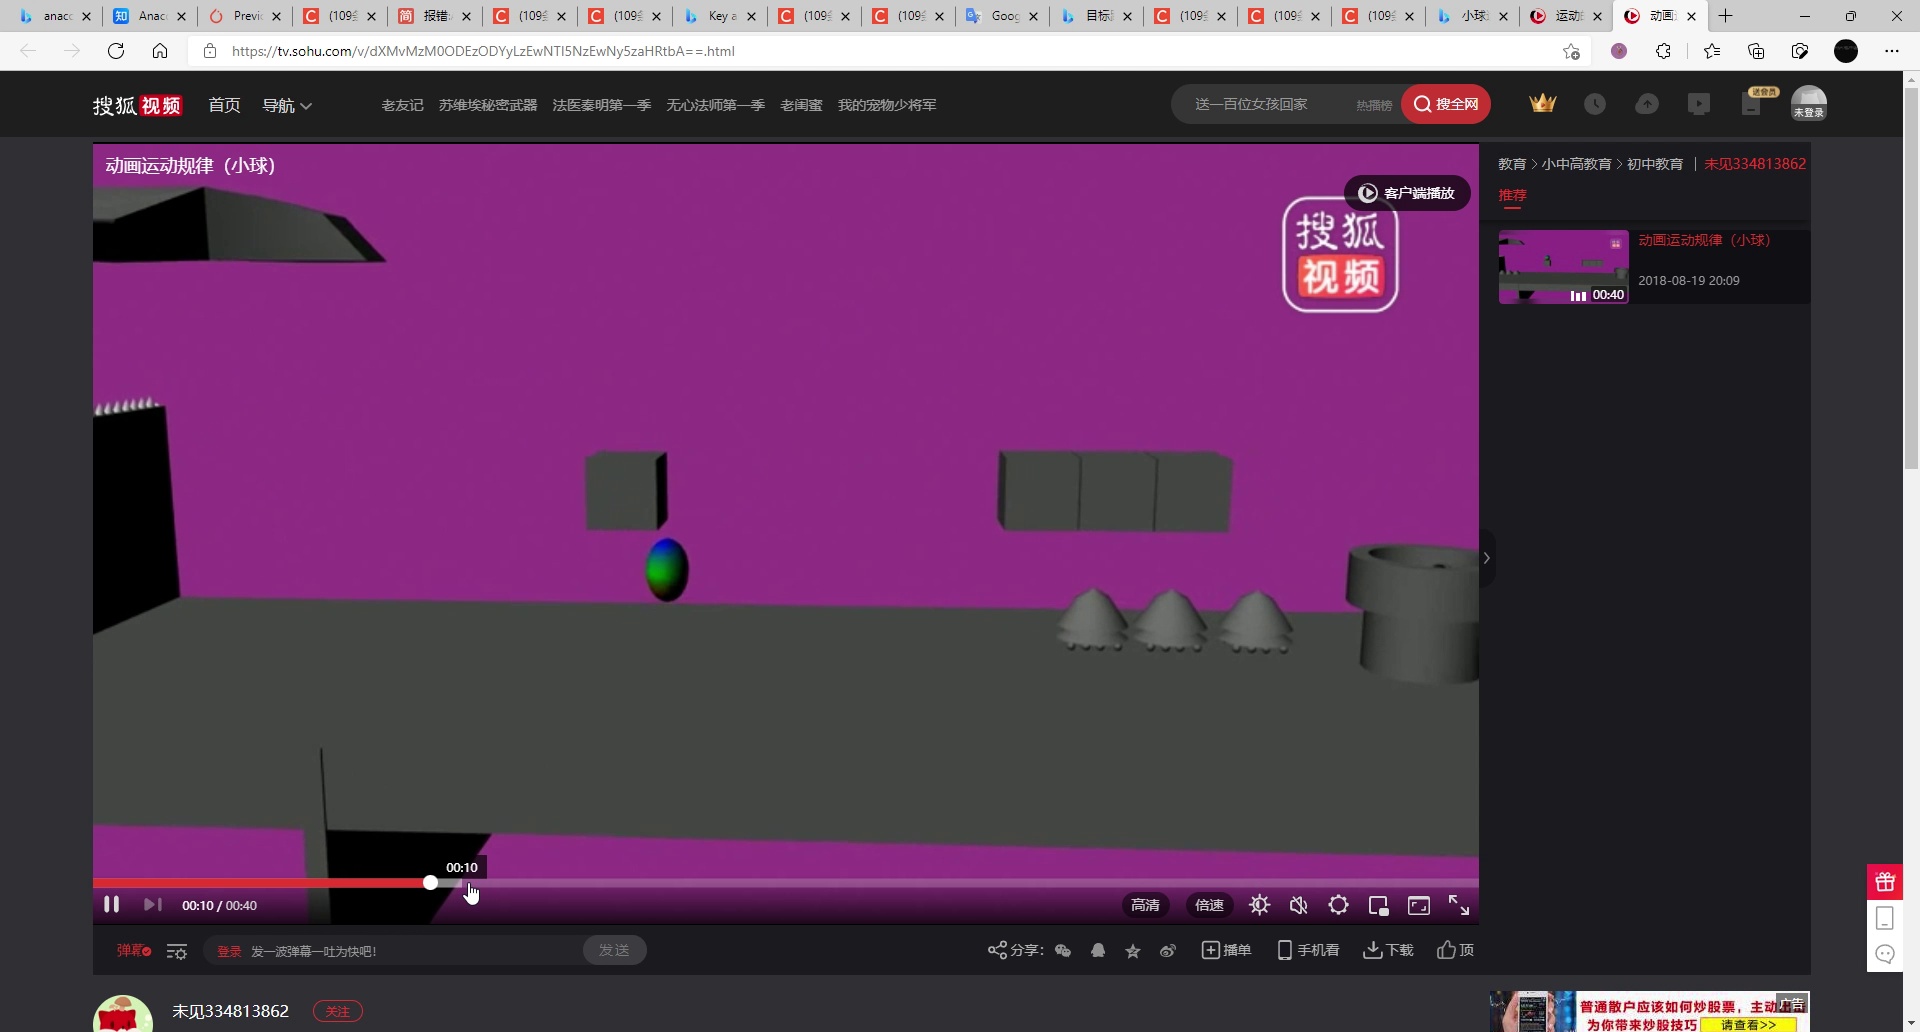 anac
Anac
Previ
(109
(109
报错:
(109
(109
Key a
(109
(109
Goog
目标
(109
(109
(109
小球
运动
动画
https://tv.sohu.com/v/dXMvMzM0ODEzODYyLzEwNTI5NzEwNy5zaHRtbA==.html
搜狐视频
首页
导航
老友记 苏维埃秘密武器 法医秦明第一季 无心法师第一季 老闺蜜 我的宠物少将军
送一百位女孩回家
热播榜
搜全网
送会员
未登录
动画运动规律（小球）
客户端播放
搜狐
视频
教育 > 小中高教育 > 初中教育 | 未见334813862
推荐
动画运动规律（小球）
2018-08-19 20:09
00:40
00:10
00:10 / 00:40
高清
倍速
弹幕
登录 发一波弹幕一吐为快吧!
发送
分享:
播单
手机看
下载
顶
未见334813862
关注
普通散户应该如何炒股票，主动出
广告
为你带来炒股技巧
请查看>>